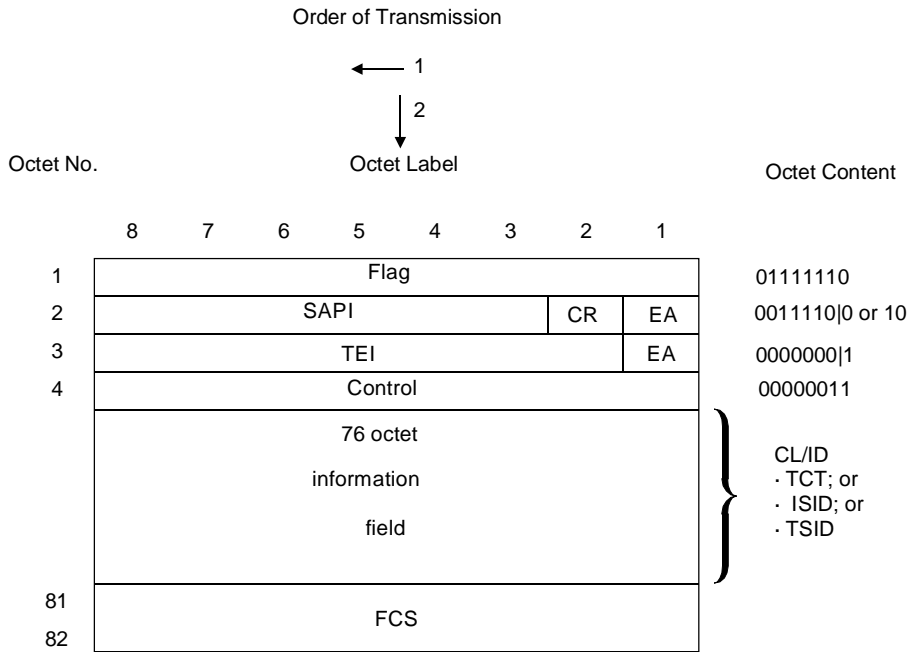 Order of Transmission
1
2
Octet No. Octet Label Octet Content
8 7 6 5 4 3 2 1
1 Flag 01111110
2 SAPI CR EA 0011110|0 or 10
3 TEI EA 0000000|1
4 Control 00000011
76 octet
information
field
CL/ID
· TCT; or
· ISID; or
· TSID
81
FCS
82